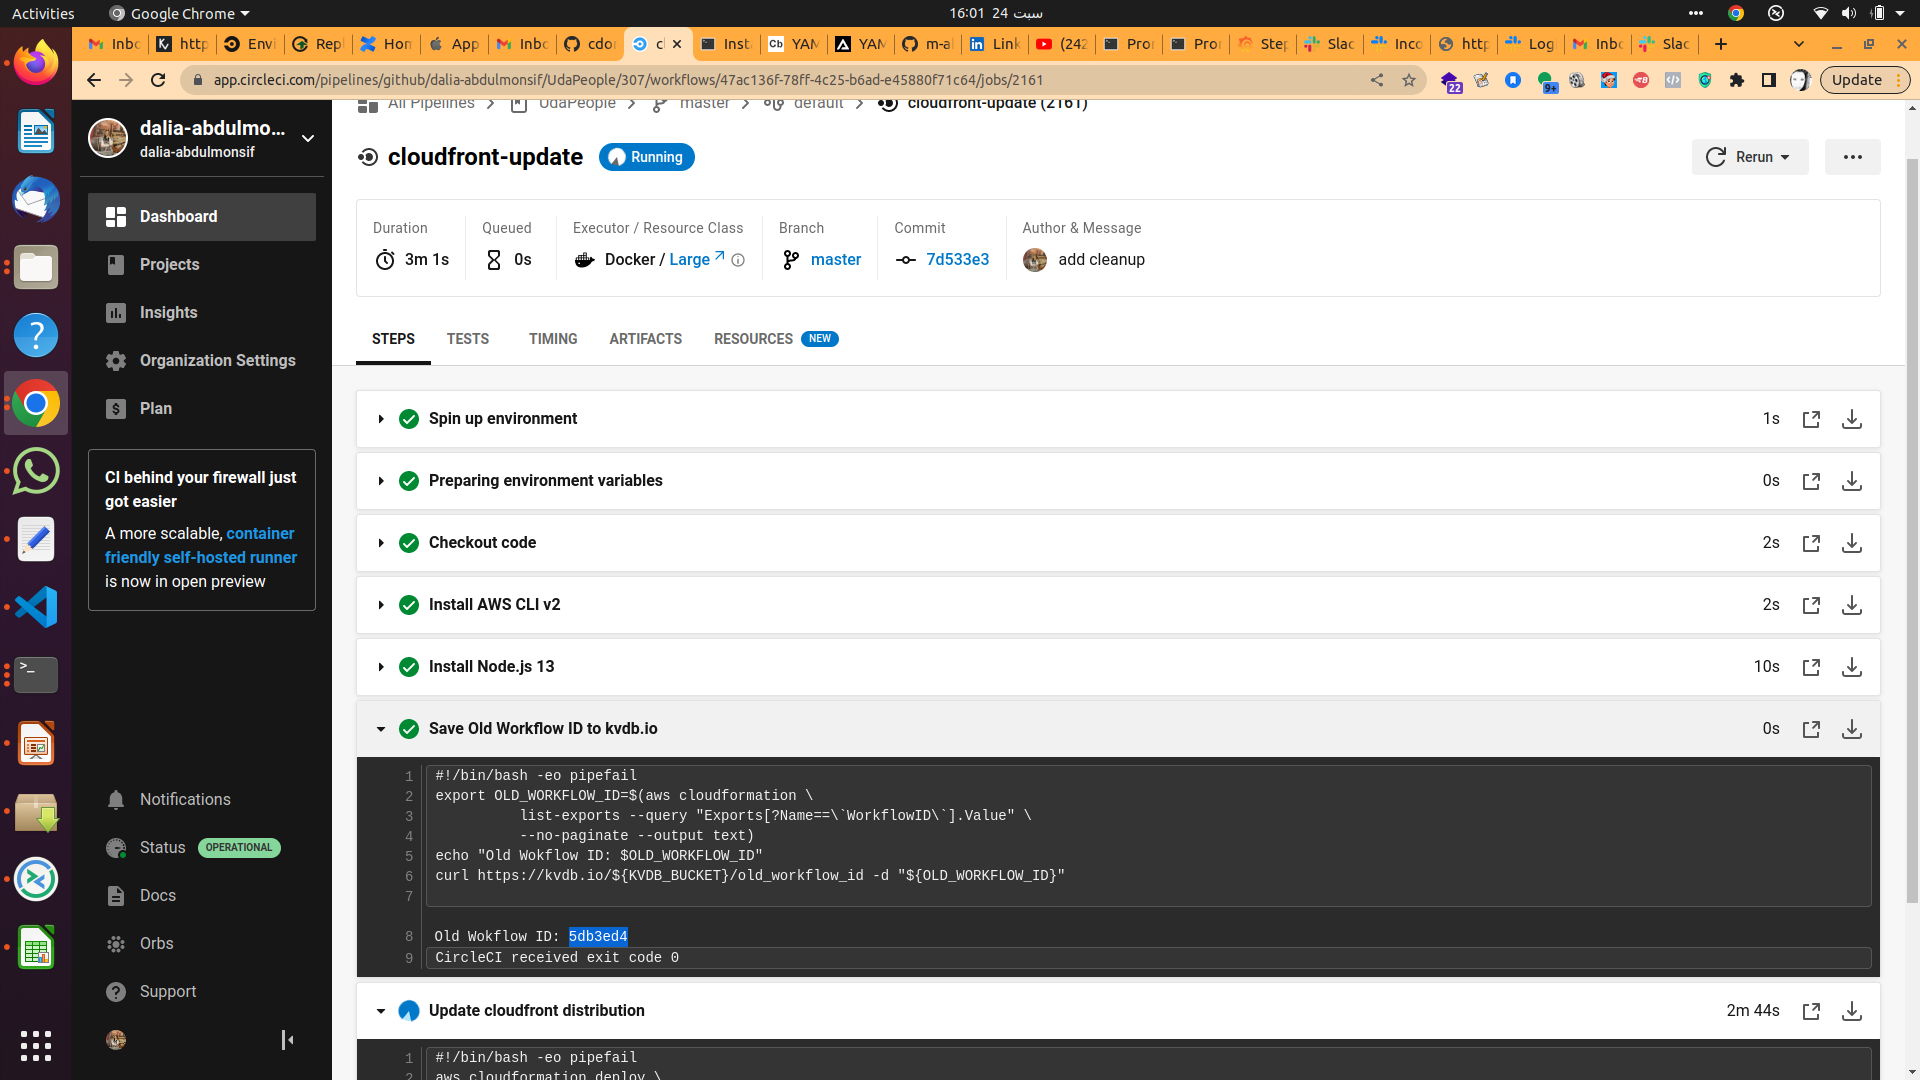 Activities
Google Chrome
16:01 24 سبت
Inbc
http
Envi
Repl
Hon
App
Inbc
cdor
cl
Inst
YAM
YAM
m-al
Link
(242
Pror
Pror
Step
Slac
Inco
http
Log
Inbc
Slac
app.circleci.com/pipelines/github/dalia-abdulmonsif/UdaPeople/307/workflows/47ac136f-78ff-4c25-b6ad-e45880f71c64/jobs/2161
22
9+
Update
dalia-abdulmo...
dalia-abdulmonsif
Dashboard
Projects
Insights
Organization Settings
Plan
CI behind your firewall just
got easier
A more scalable, container
friendly self-hosted runner
is now in open preview
Notifications
Status OPERATIONAL
Docs
Orbs
Support
All Pipelines
UdaPeople
master
default
cloudfront-update (2161)
cloudfront-update
Running
Rerun
Duration
3m 1s
Queued
0s
Executor / Resource Class
Docker / Large
Branch
master
Commit
7d533e3
Author & Message
add cleanup
STEPS
TESTS
TIMING
ARTIFACTS
RESOURCES NEW
Spin up environment 1s
Preparing environment variables 0s
Checkout code 2s
Install AWS CLI v2 2s
Install Node.js 13 10s
Save Old Workflow ID to kvdb.io 0s
1 #!/bin/bash -eo pipefail
2 export OLD_WORKFLOW_ID=$(aws cloudformation \
3 list-exports --query "Exports[?Name==\`WorkflowID\`].Value" \
4 --no-paginate --output text)
5 echo "Old Wokflow ID: $OLD_WORKFLOW_ID"
6 curl https://kvdb.io/${KVDB_BUCKET}/old_workflow_id -d "${OLD_WORKFLOW_ID}"
7
8 Old Wokflow ID: 5db3ed4
9 CircleCI received exit code 0
Update cloudfront distribution 2m 44s
1 #!/bin/bash -eo pipefail
2 aws cloudformation deploy \